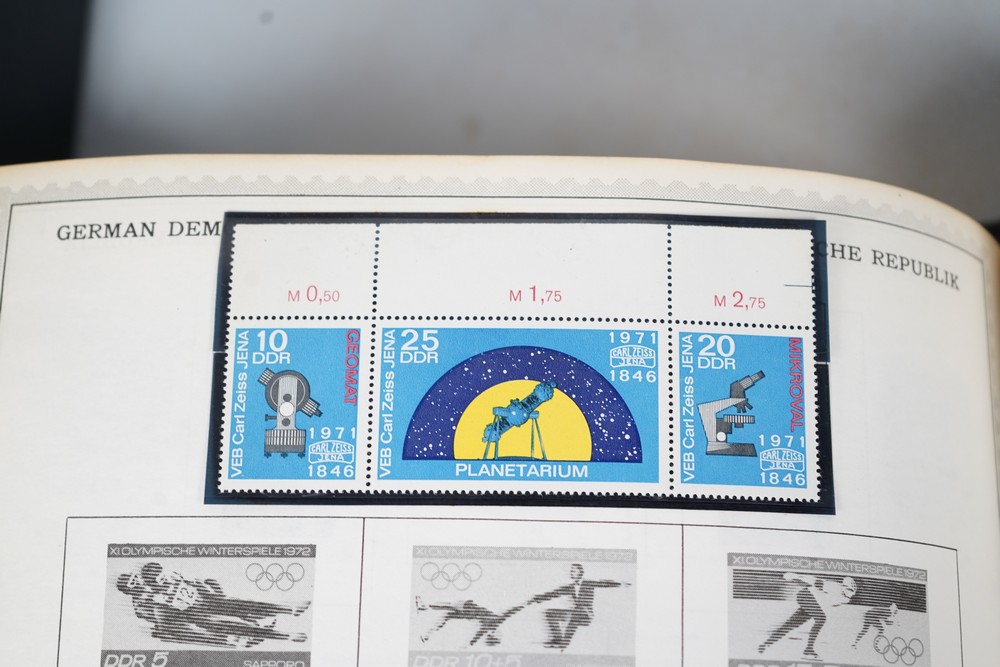 GERMAN DEM
CHE REPUBLIK
M 0,50
M 1,75
M 2,75
VEB Carl Zeiss JENA
10
DDR
GEOMAT
1971
CARL ZEISS
JENA
1846
VEB Carl Zeiss JENA
25
DDR
1971
CARL ZEISS
JENA
1846
PLANETARIUM
VEB Carl Zeiss JENA
20
DDR
MIKROVAL
1971
CARL ZEISS
JENA
1846
XI.OLYMPISCHE WINTERSPIELE 1972
DDR 5
SAPPORO
XI.OLYMPISCHE WINTERSPIELE 1972
DDR 10+5
XI.OLYMPISCHE WINTERSPIELE 1972